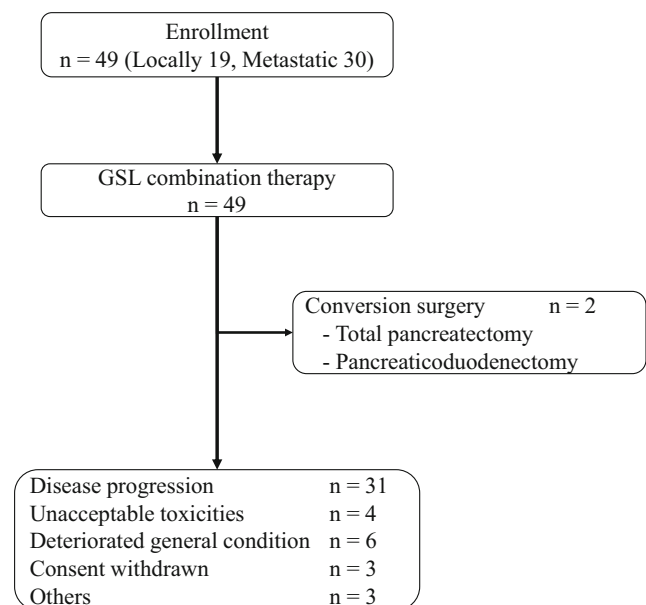 Enrollment
n = 49 (Locally 19, Metastatic 30)
GSL combination therapy
n = 49
Conversion surgery n = 2
- Total pancreatectomy
- Pancreaticoduodenectomy
Disease progression n = 31
Unacceptable toxicities n = 4
Deteriorated general condition n = 6
Consent withdrawn n = 3
Others n = 3